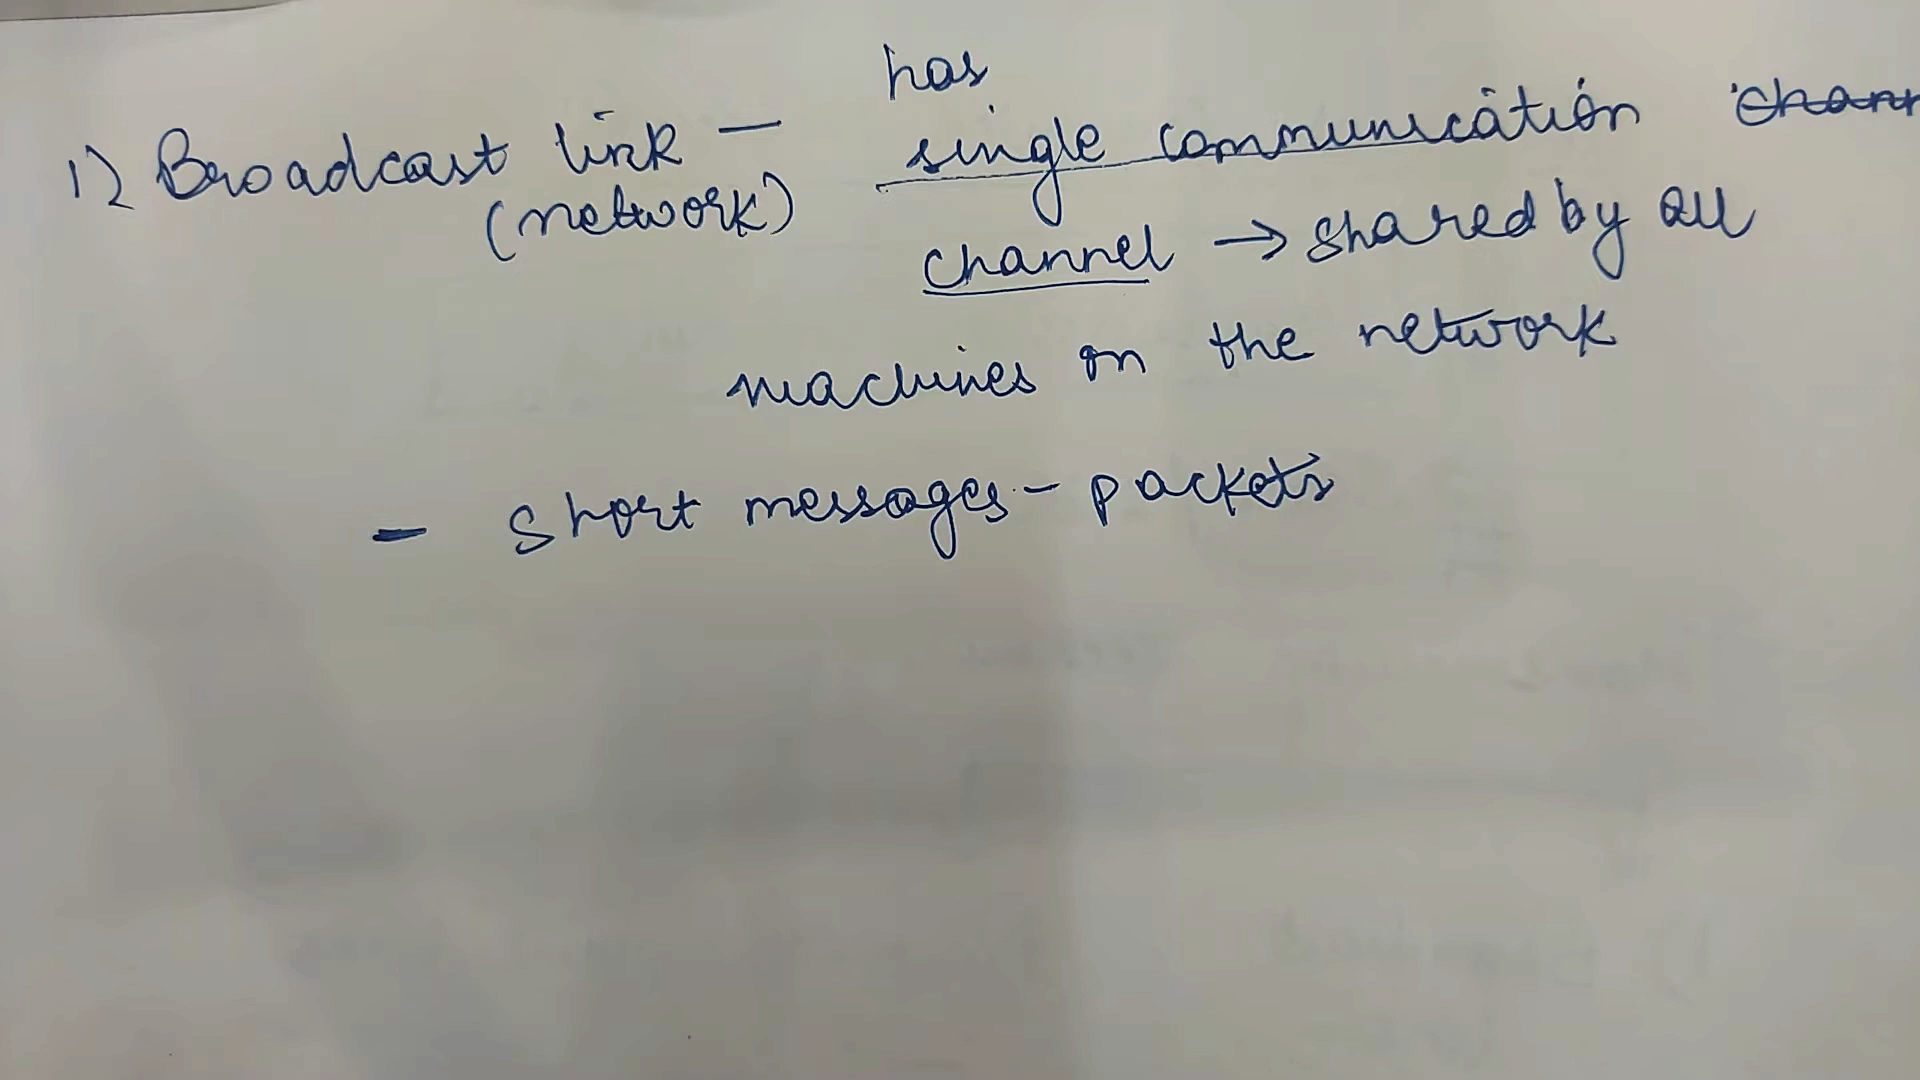 has
1) Broadcast link — single communication
(network)
channel → shared by all
machines on the network
- short messages - packets